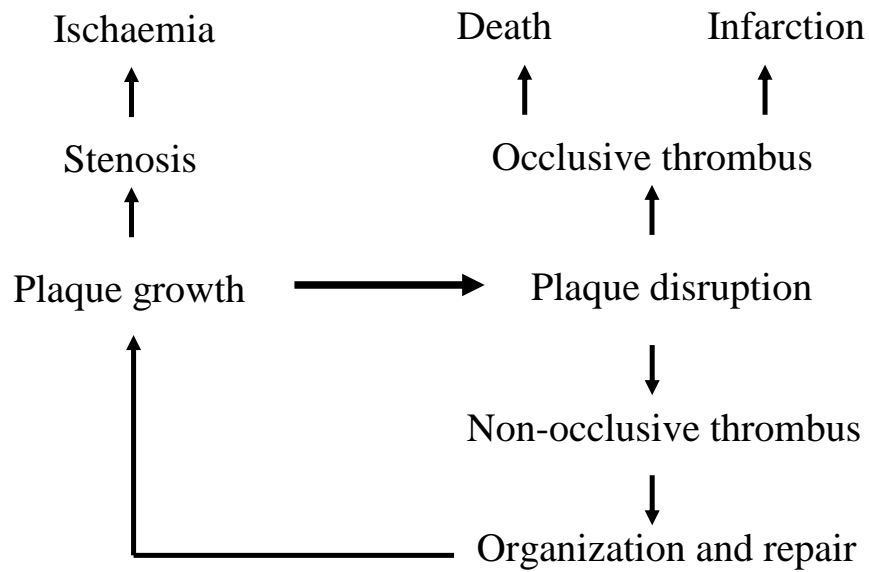 Ischaemia
Death
Infarction
Stenosis
Occlusive thrombus
Plaque growth
Plaque disruption
Non-occlusive thrombus
Organization and repair